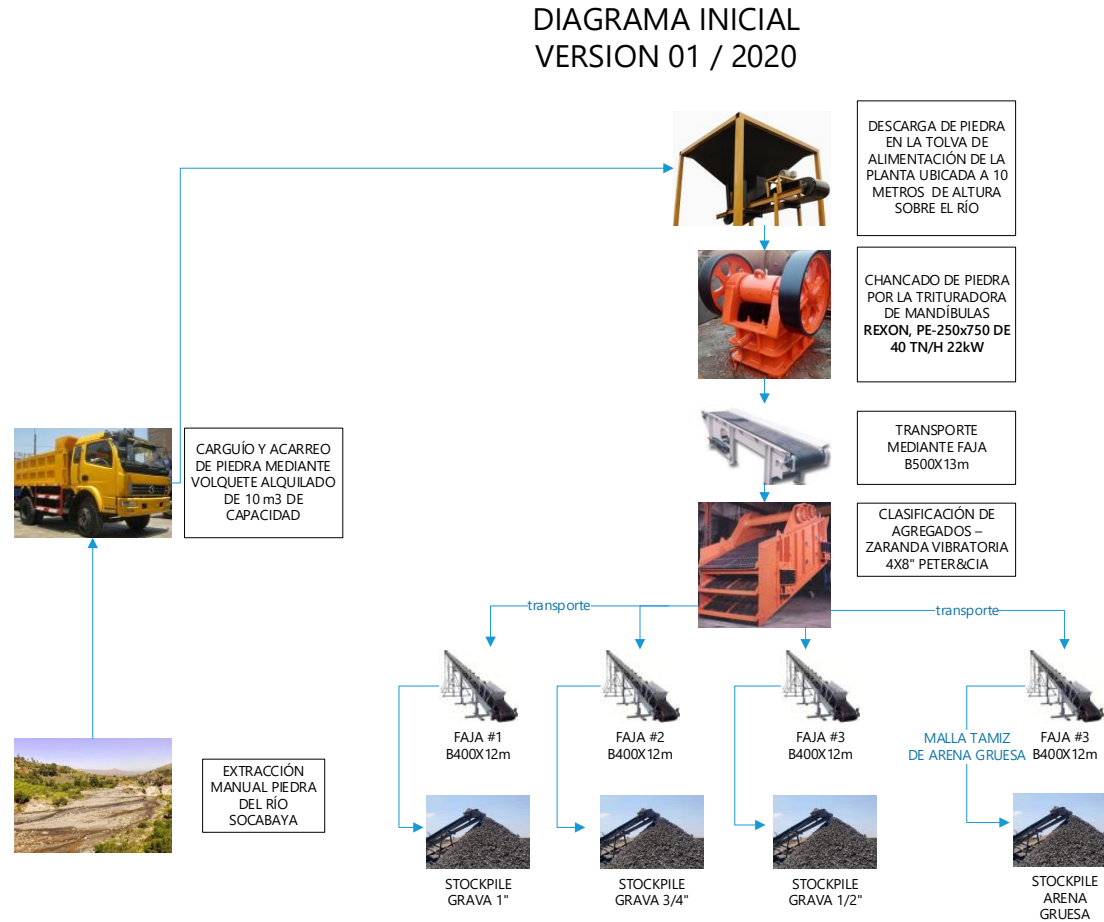 DIAGRAMA INICIAL
VERSION 01 / 2020
DESCARGA DE PIEDRA
EN LA TOLVA DE
ALIMENTACIÓN DE LA
PLANTA UBICADA A 10
METROS DE ALTURA
SOBRE EL RÍO
CHANCADO DE PIEDRA
POR LA TRITURADORA
DE MANDÍBULAS
REXON, PE-250x750 DE
40 TN/H 22kW
TRANSPORTE
MEDIANTE FAJA
B500X13m
CARGUÍO Y ACARREO
DE PIEDRA MEDIANTE
VOLQUETE ALQUILADO
DE 10 m3 DE
CAPACIDAD
CLASIFICACIÓN DE
AGREGADOS –
ZARANDA VIBRATORIA
4X8" PETER&CIA
transporte
transporte
FAJA #1
B400X12m
FAJA #2
B400X12m
FAJA #3
B400X12m
MALLA TAMIZ
DE ARENA GRUESA
FAJA #3
B400X12m
EXTRACCIÓN
MANUAL PIEDRA
DEL RÍO
SOCABAYA
STOCKPILE
GRAVA 1"
STOCKPILE
GRAVA 3/4"
STOCKPILE
GRAVA 1/2"
STOCKPILE
ARENA
GRUESA